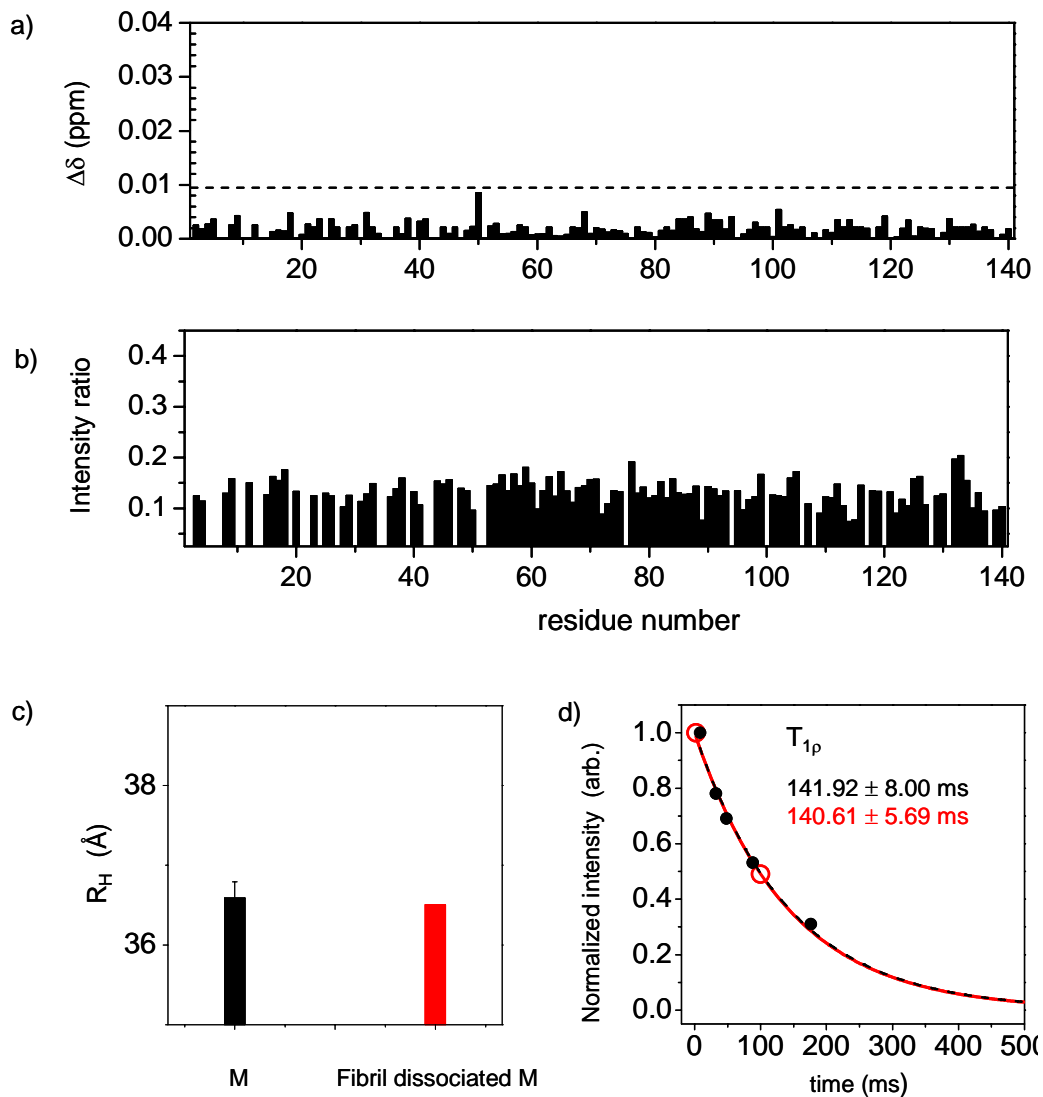 a)
Δδ (ppm)
0.04
0.03
0.02
0.01
0.00
20 40 60 80 100 120 140
b)
Intensity ratio
0.4
0.3
0.2
0.1
20 40 60 80 100 120 140
residue number
c)
R_H (Å)
38
36
M Fibril dissociated M
d)
Normalized intensity (arb.)
1.0
0.8
0.6
0.4
0.2
0.0
T_1ρ
141.92 ± 8.00 ms
140.61 ± 5.69 ms
0 100 200 300 400 500
time (ms)